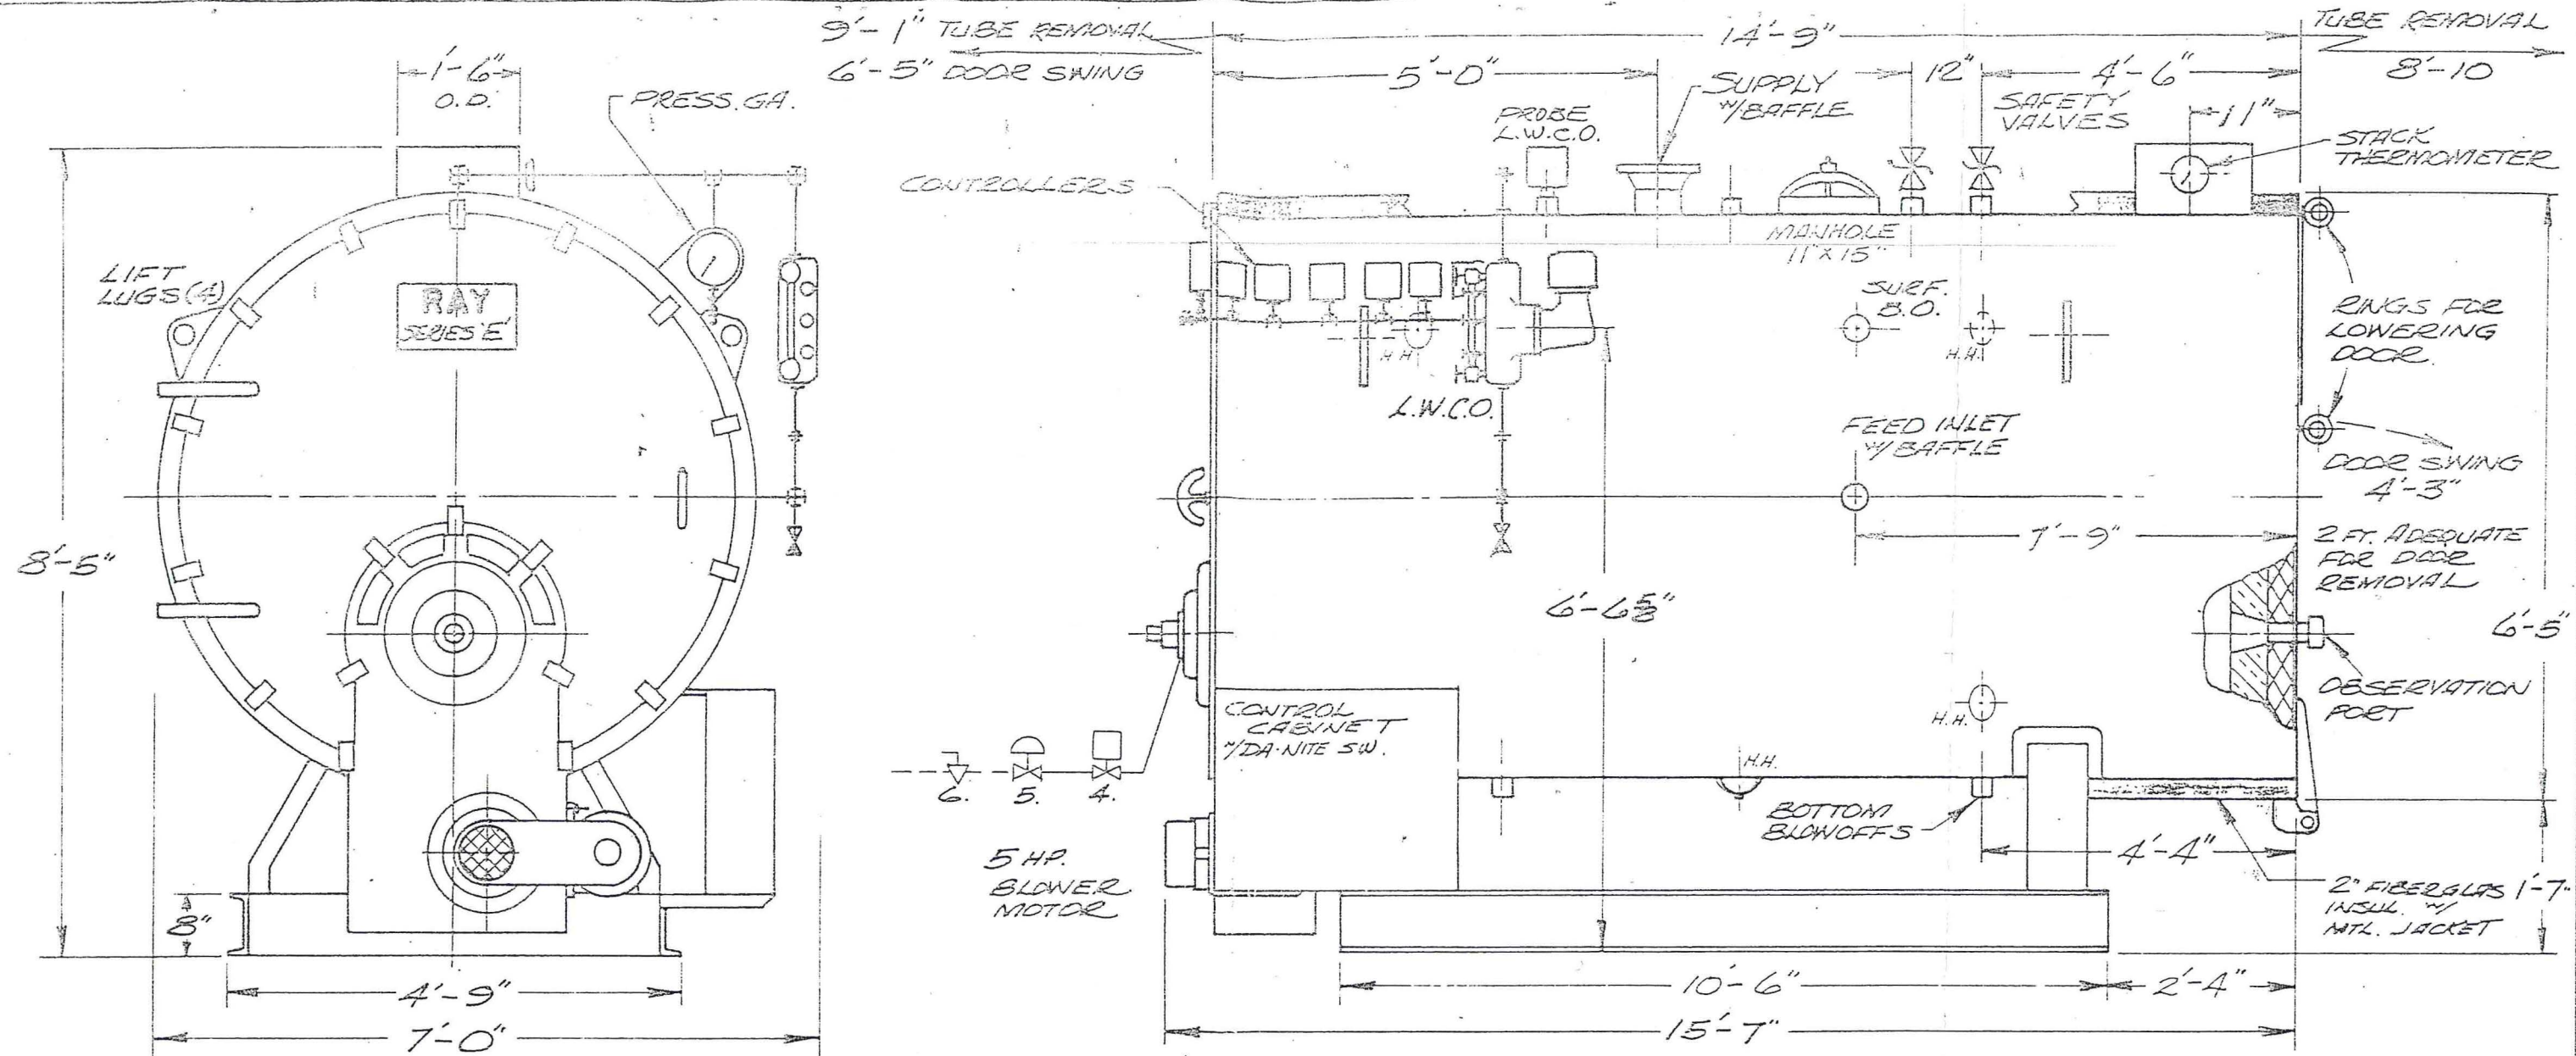 9'-1" TUBE REMOVAL
6'-5" DOOR SWING
14'-9"
TUBE REMOVAL
8'-10
1'-6"
O.D.
PRESS. GA.
5'-0"
SUPPLY
W/BAFFLE
12"
4'-6"
SAFETY
VALVES
11"
PROBE
L.W.C.O.
STACK
THERMOMETER
CONTROLLERS
MANHOLE
11"X15"
LIFT
LUGS(4)
RAY
SERIES 'E'
SURF.
B.O.
H.H.
H.H.
RINGS FOR
LOWERING
DOOR.
L.W.C.O.
FEED INLET
W/BAFFLE
DOOR SWING
4'-3"
7'-9"
2 FT. ADEQUATE
FOR DOOR
REMOVAL
8'-5"
6'-6 5/8"
6'-5"
OBSERVATION
PORT
CONTROL
CABINET
W/DA-NITE SW.
H.H.
H.H.
6.
5.
4.
BOTTOM
BLOWOFFS
5 HP.
BLOWER
MOTOR
4'-4"
8"
2" FIBERGLAS
INSUL. W/
MTL. JACKET
1'-7"
4'-9"
10'-6"
2'-4"
7'-0"
15'-7"